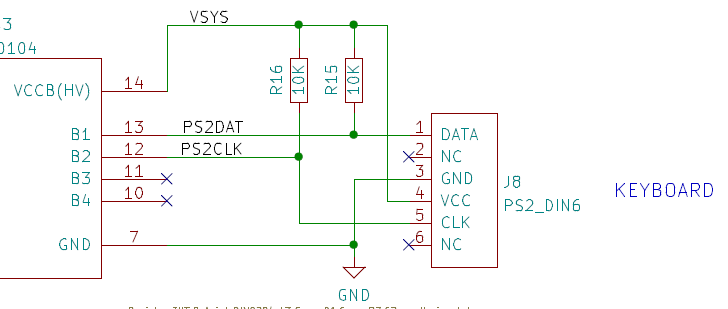 3
VSYS
0104
VCCB(HV) 14
R16 10K R15 10K
B1 13 PS2DAT 1 DATA
B2 12 PS2CLK 2 NC
B3 11 3 GND J8
B4 10 4 VCC PS2_DIN6
KEYBOARD
5 CLK
GND 7 6 NC
GND